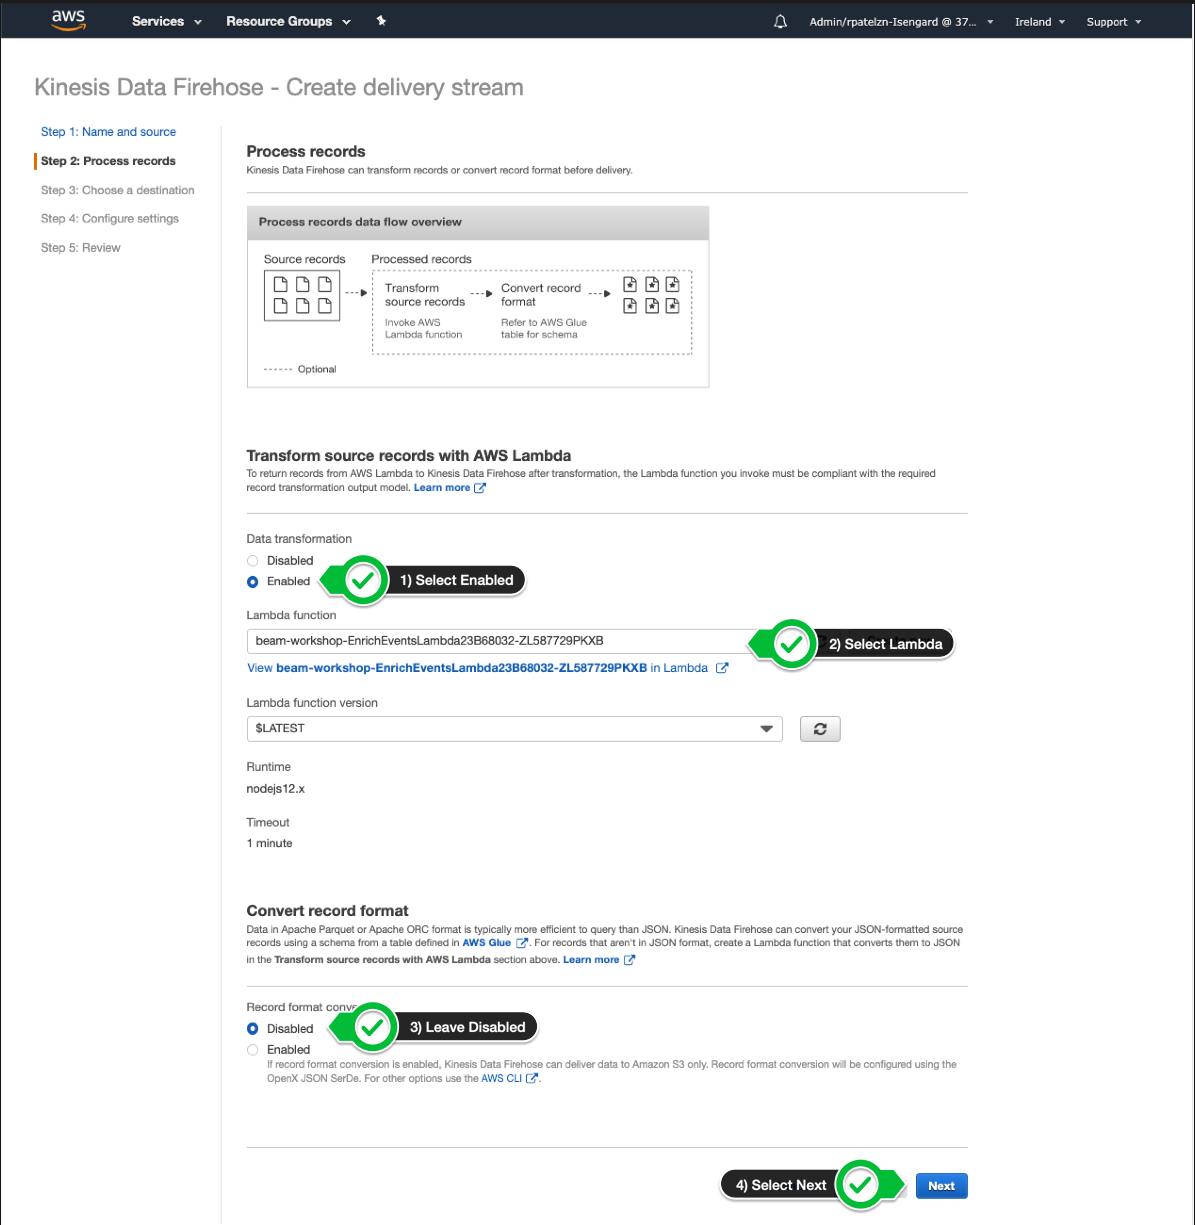 aws
Services
Resource Groups
Admin/rpatelzn-Isengard @ 37...
Ireland
Support
Kinesis Data Firehose - Create delivery stream
Step 1: Name and source
Step 2: Process records
Step 3: Choose a destination
Step 4: Configure settings
Step 5: Review
Process records
Kinesis Data Firehose can transform records or convert record format before delivery.
Process records data flow overview
Source records
Processed records
Transform
source records
Invoke AWS
Lambda function
Convert record
format
Refer to AWS Glue
table for schema
Optional
Transform source records with AWS Lambda
To return records from AWS Lambda to Kinesis Data Firehose after transformation, the Lambda function you invoke must be compliant with the required
record transformation output model. Learn more
Data transformation
Disabled
Enabled
1) Select Enabled
Lambda function
beam-workshop-EnrichEventsLambda23B68032-ZL587729PKXB
2) Select Lambda
View beam-workshop-EnrichEventsLambda23B68032-ZL587729PKXB in Lambda
Lambda function version
$LATEST
Runtime
nodejs12.x
Timeout
1 minute
Convert record format
Data in Apache Parquet or Apache ORC format is typically more efficient to query than JSON. Kinesis Data Firehose can convert your JSON-formatted source
records using a schema from a table defined in AWS Glue . For records that aren't in JSON format, create a Lambda function that converts them to JSON
in the Transform source records with AWS Lambda section above. Learn more
Record format conve
Disabled
3) Leave Disabled
Enabled
If record format conversion is enabled, Kinesis Data Firehose can deliver data to Amazon S3 only. Record format conversion will be configured using the
OpenX JSON SerDe. For other options use the AWS CLI .
4) Select Next
Next